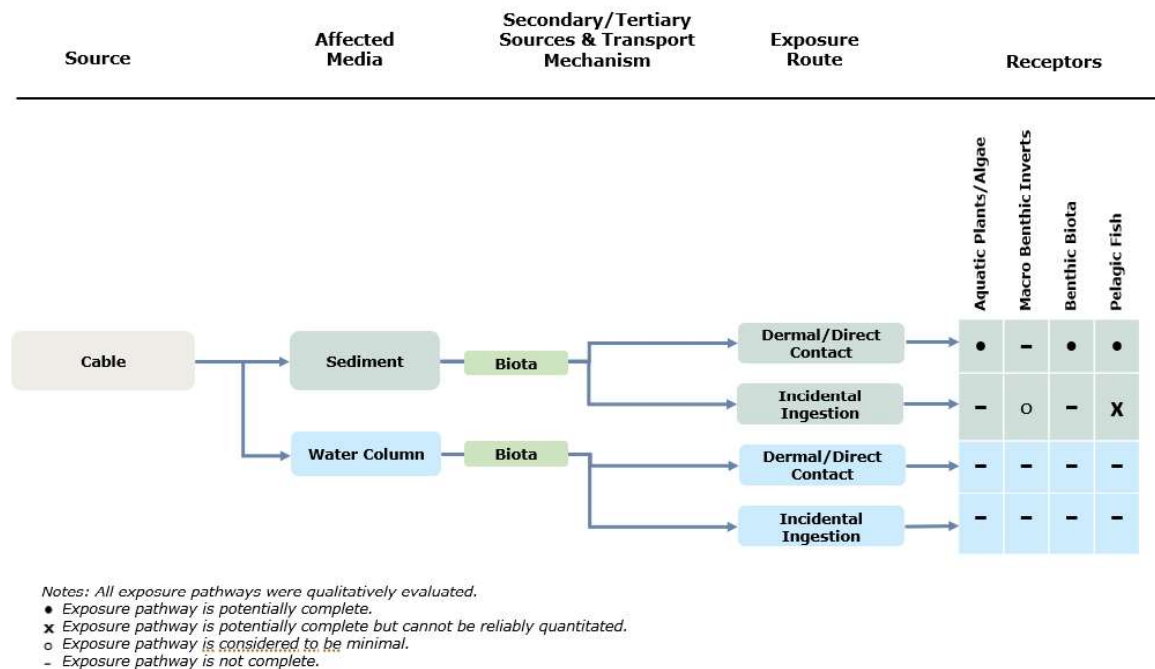 Source
Affected
Media
Secondary/Tertiary
Sources & Transport
Mechanism
Exposure
Route
Receptors
Aquatic Plants/Algae
Macro Benthic Inverts
Benthic Biota
Pelagic Fish
Cable
Sediment
Biota
Dermal/Direct
Contact
● – ● ●
Incidental
Ingestion
– o – x
Water Column
Biota
Dermal/Direct
Contact
– – – –
Incidental
Ingestion
– – – –
Notes: All exposure pathways were qualitatively evaluated.
● Exposure pathway is potentially complete.
x Exposure pathway is potentially complete but cannot be reliably quantitated.
o Exposure pathway is considered to be minimal.
– Exposure pathway is not complete.